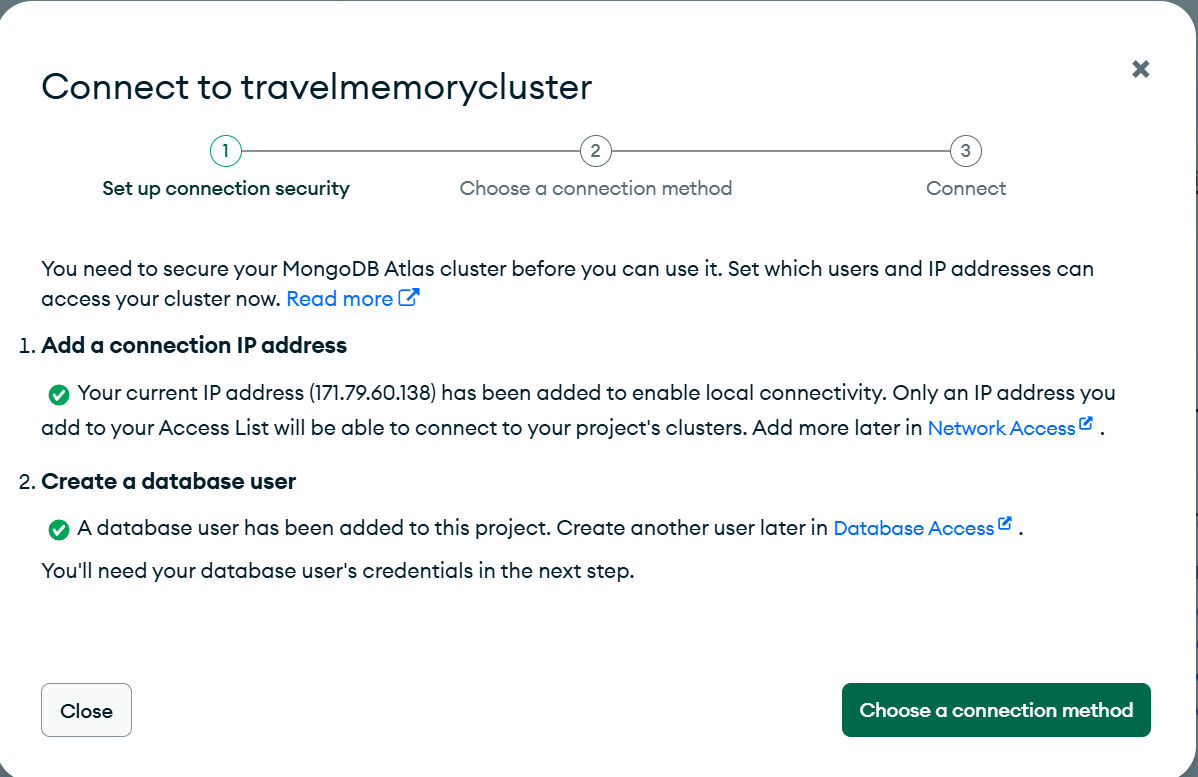 Connect to travelmemorycluster
1
2
3
Set up connection security
Choose a connection method
Connect
You need to secure your MongoDB Atlas cluster before you can use it. Set which users and IP addresses can
access your cluster now. Read more
1. Add a connection IP address
Your current IP address (171.79.60.138) has been added to enable local connectivity. Only an IP address you
add to your Access List will be able to connect to your project's clusters. Add more later in Network Access .
2. Create a database user
A database user has been added to this project. Create another user later in Database Access .
You'll need your database user's credentials in the next step.
Close
Choose a connection method